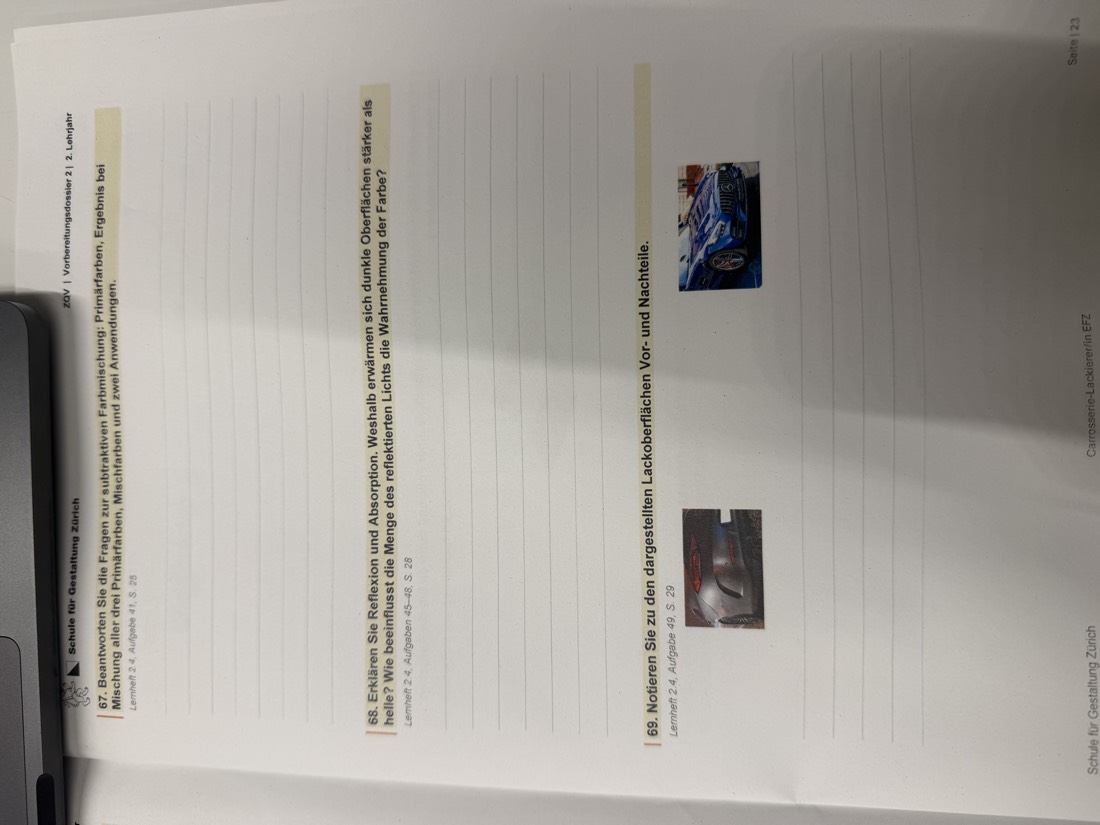 Schule für Gestaltung Zürich
ZQV | Vorbereitungsdossier 2 | 2. Lehrjahr
67. Beantworten Sie die Fragen zur subtraktiven Farbmischung: Primärfarben, Ergebnis bei
Mischung aller drei Primärfarben, Mischfarben und zwei Anwendungen.
Lernheft 2.4, Aufgabe 41, S. 25
68. Erklären Sie Reflexion und Absorption. Weshalb erwärmen sich dunkle Oberflächen stärker als
helle? Wie beeinflusst die Menge des reflektierten Lichts die Wahrnehmung der Farbe?
Lernheft 2.4, Aufgaben 45–48, S. 28
69. Notieren Sie zu den dargestellten Lackoberflächen Vor- und Nachteile.
Lernheft 2.4, Aufgabe 49, S. 29
Seite | 23
Schule für Gestaltung Zürich
Carrosserie-Lackierer/in EFZ